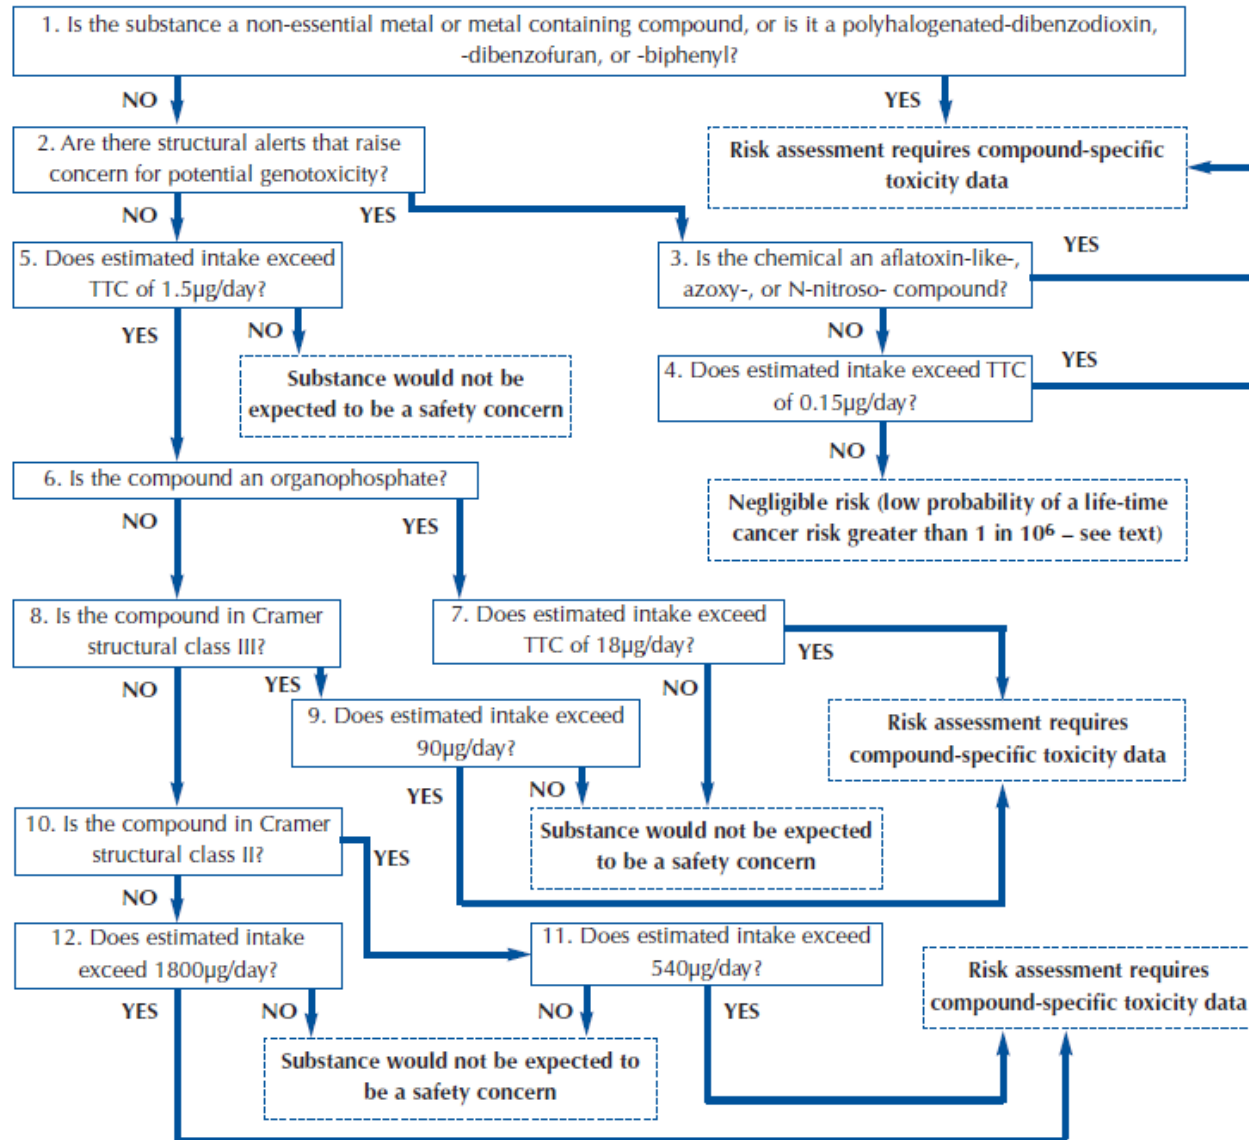 1. Is the substance a non-essential metal or metal containing compound, or is it a polyhalogenated-dibenzodioxin,
-dibenzofuran, or -biphenyl?
NO
YES
2. Are there structural alerts that raise
concern for potential genotoxicity?
Risk assessment requires compound-specific
toxicity data
NO
YES
5. Does estimated intake exceed
TTC of 1.5µg/day?
3. Is the chemical an aflatoxin-like-,
azoxy-, or N-nitroso- compound?
YES
YES
NO
NO
Substance would not be
expected to be a safety concern
4. Does estimated intake exceed TTC
of 0.15µg/day?
YES
NO
6. Is the compound an organophosphate?
Negligible risk (low probability of a life-time
cancer risk greater than 1 in 10⁶ – see text)
NO
YES
8. Is the compound in Cramer
structural class III?
7. Does estimated intake exceed
TTC of 18µg/day?
YES
NO
YES
NO
9. Does estimated intake exceed
90µg/day?
Risk assessment requires
compound-specific toxicity data
YES
NO
10. Is the compound in Cramer
structural class II?
YES
Substance would not be expected
to be a safety concern
NO
12. Does estimated intake
exceed 1800µg/day?
11. Does estimated intake exceed
540µg/day?
Risk assessment requires
compound-specific toxicity data
YES
NO
NO
YES
Substance would not be expected to
be a safety concern